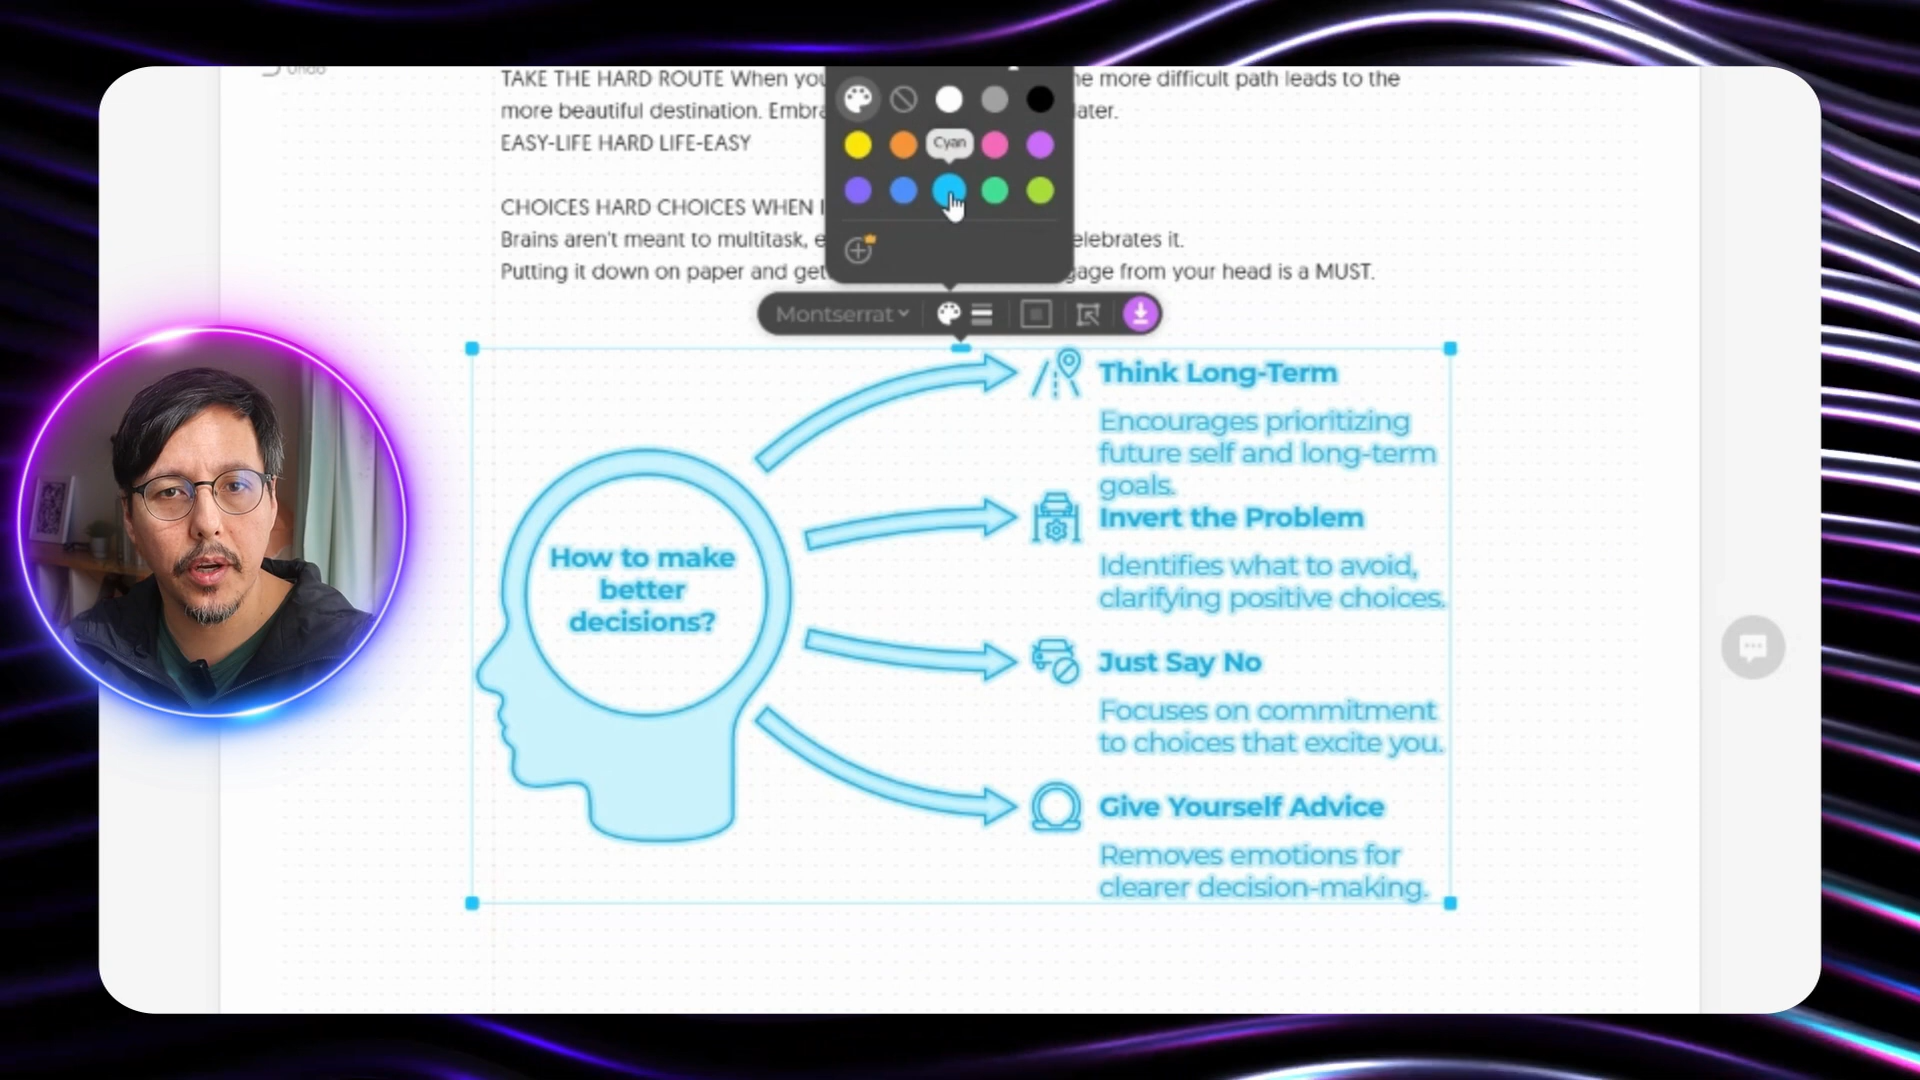 Undo
TAKE THE HARD ROUTE When you he more difficult path leads to the
more beautiful destination. Embra later.
EASY-LIFE HARD LIFE-EASY
Cyan
CHOICES HARD CHOICES WHEN
Brains aren't meant to multitask, elebrates it.
Putting it down on paper and get gage from your head is a MUST.
Montserrat
Think Long-Term
Encourages prioritizing
future self and long-term
goals.
Invert the Problem
Identifies what to avoid,
clarifying positive choices.
How to make
better
decisions?
Just Say No
Focuses on commitment
to choices that excite you.
Give Yourself Advice
Removes emotions for
clearer decision-making.